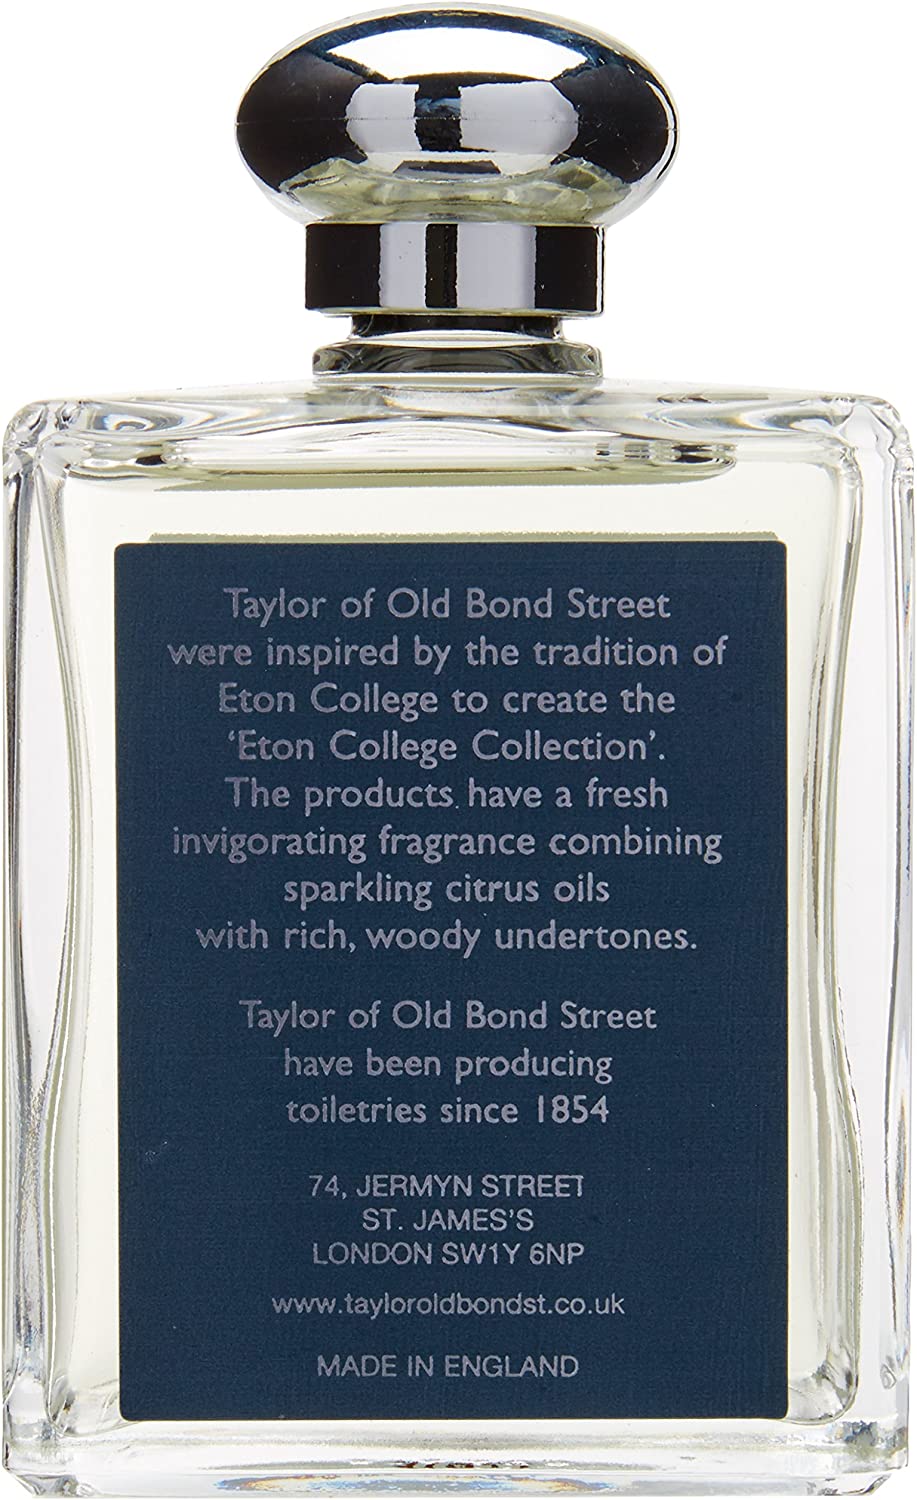 Taylor of Old Bond Street
were inspired by the tradition of
Eton College to create the
‘Eton College Collection’.
The products have a fresh
invigorating fragrance combining
sparkling citrus oils
with rich, woody undertones.
Taylor of Old Bond Street
have been producing
toiletries since 1854
74, JERMYN STREET
ST. JAMES'S
LONDON SW1Y 6NP
www.tayloroldbondst.co.uk
MADE IN ENGLAND